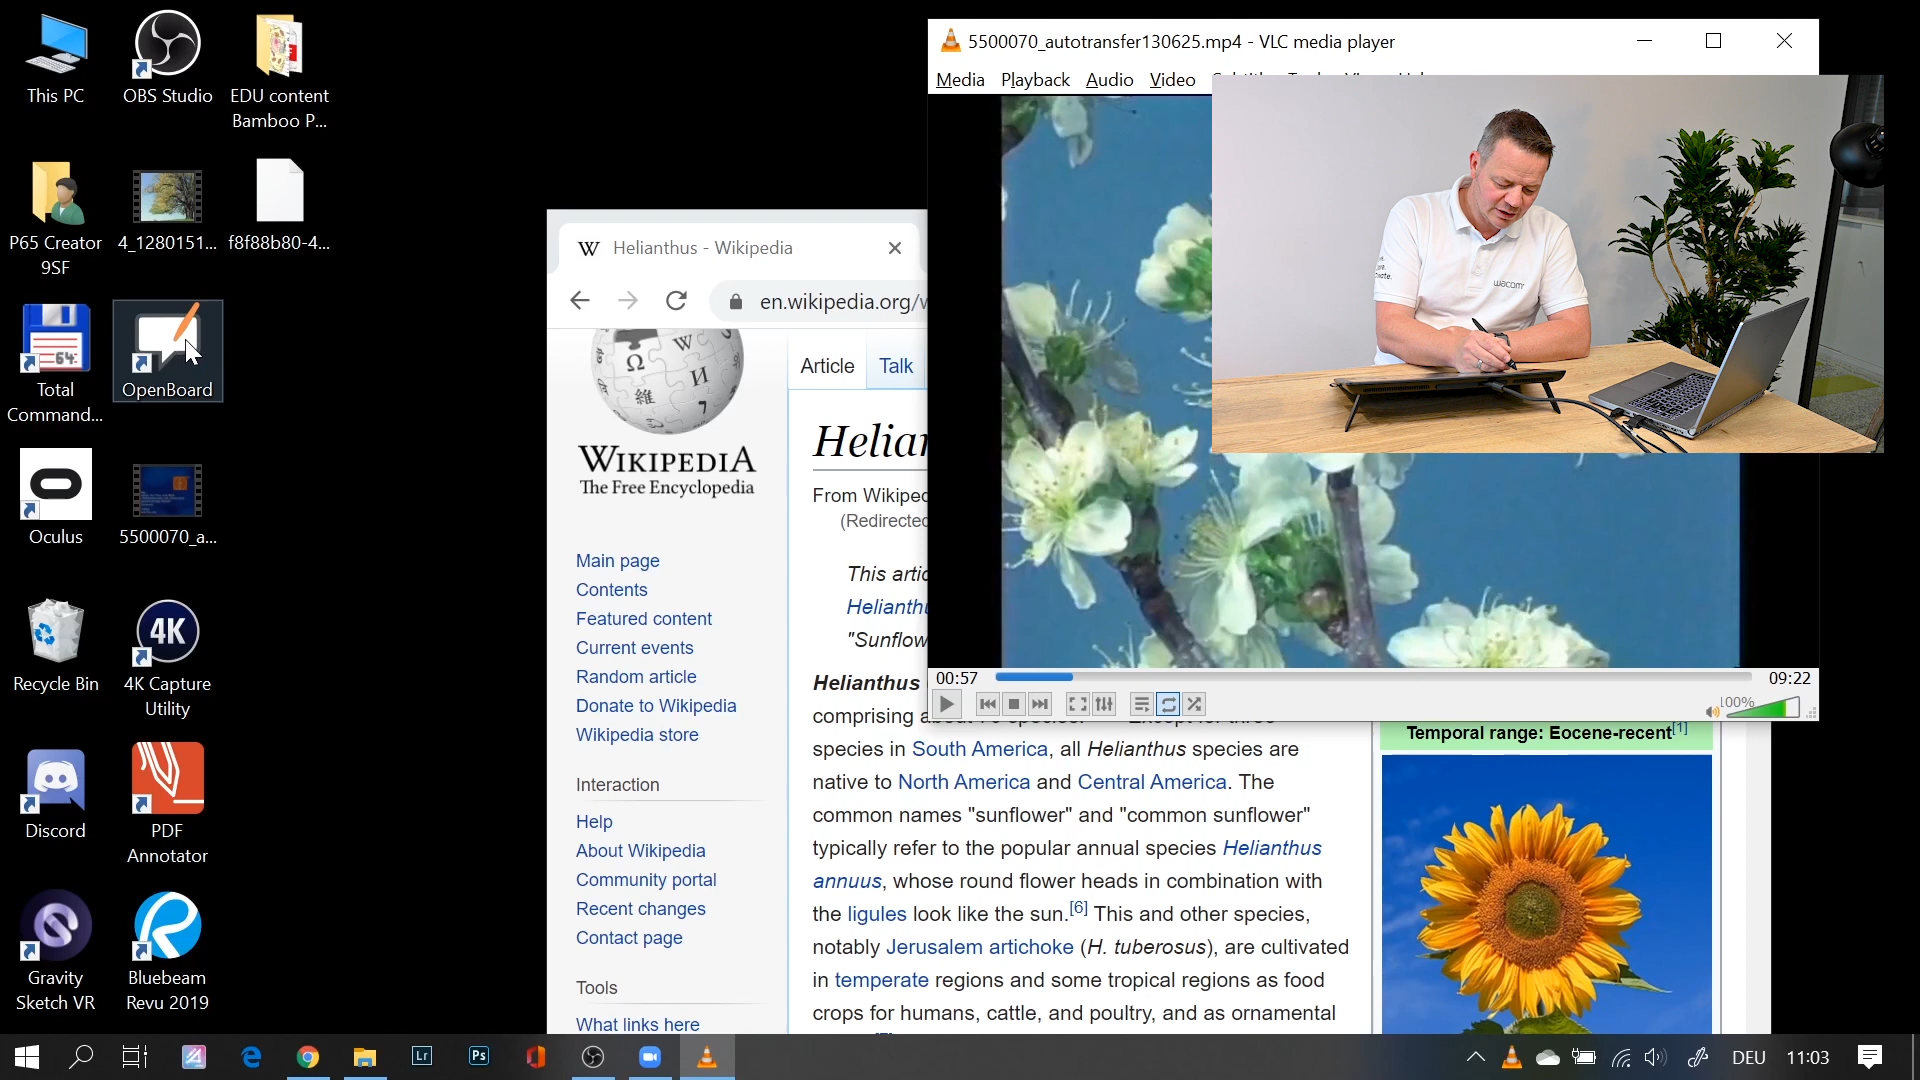 This PC
OBS Studio
EDU content
Bamboo P...
P65 Creator
9SF
4_1280151...
f8f88b80-4...
64
Total
Command...
OpenBoard
Oculus
5500070_a...
Recycle Bin
4K
4K Capture
Utility
Discord
PDF
Annotator
Gravity
Sketch VR
Bluebeam
Revu 2019
5500070_autotransfer130625.mp4 - VLC media player
Media Playback Audio Video
wacom
00:57
09:22
100%
W Helianthus - Wikipedia
en.wikipedia.org/
Ω W
И
維
WIKIPEDIA
The Free Encyclopedia
Main page
Contents
Featured content
Current events
Random article
Donate to Wikipedia
Wikipedia store
Interaction
Help
About Wikipedia
Community portal
Recent changes
Contact page
Tools
What links here
Article Talk
Helian
From Wikiped
(Redirected
This artic
Helianthu
"Sunflow
Helianthus
comprising
species in South America, all Helianthus species are
native to North America and Central America. The
common names "sunflower" and "common sunflower"
typically refer to the popular annual species Helianthus
annuus, whose round flower heads in combination with
the ligules look like the sun.[6] This and other species,
notably Jerusalem artichoke (H. tuberosus), are cultivated
in temperate regions and some tropical regions as food
crops for humans, cattle, and poultry, and as ornamental
Temporal range: Eocene-recent[1]
Lr
Ps
DEU
11:03